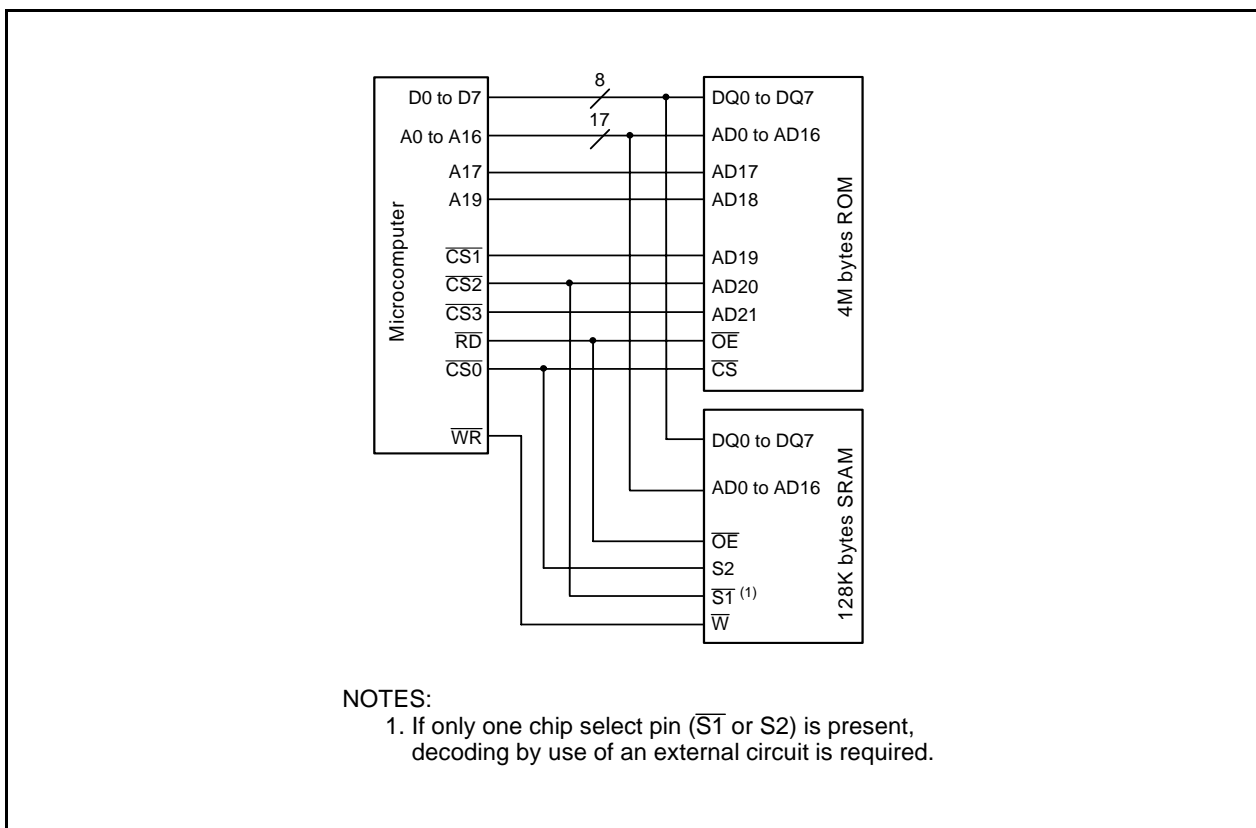 Microcomputer
D0 to D7
A0 to A16
A17
A19
CS1
CS2
CS3
RD
CS0
WR
8
17
4M bytes ROM
DQ0 to DQ7
AD0 to AD16
AD17
AD18
AD19
AD20
AD21
OE
CS
128K bytes SRAM
DQ0 to DQ7
AD0 to AD16
OE
S2
S1 (1)
W
NOTES:
1. If only one chip select pin (S1 or S2) is present,
decoding by use of an external circuit is required.